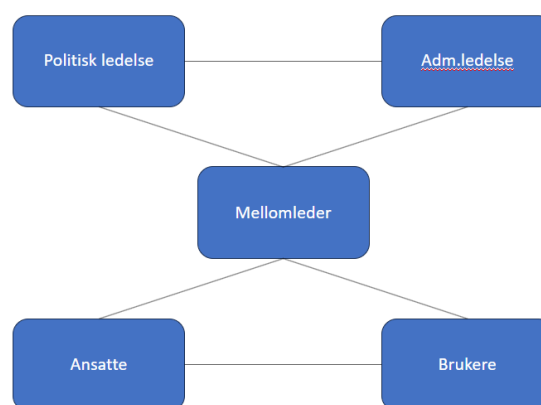 Politisk ledelse
Adm.ledelse
Mellomleder
Ansatte
Brukere